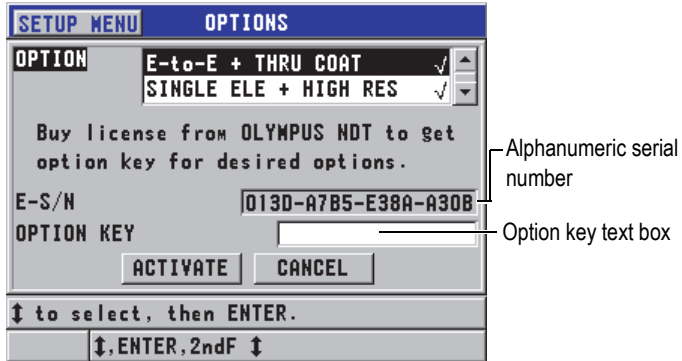 SETUP MENU OPTIONS
OPTION E-to-E + THRU COAT √
SINGLE ELE + HIGH RES √
Buy license from OLYMPUS NDT to get
option key for desired options.
Alphanumeric serial
number
E-S/N 013D-A7B5-E38A-A30B
OPTION KEY
Option key text box
ACTIVATE CANCEL
↕ to select, then ENTER.
↕,ENTER,2ndF ↕